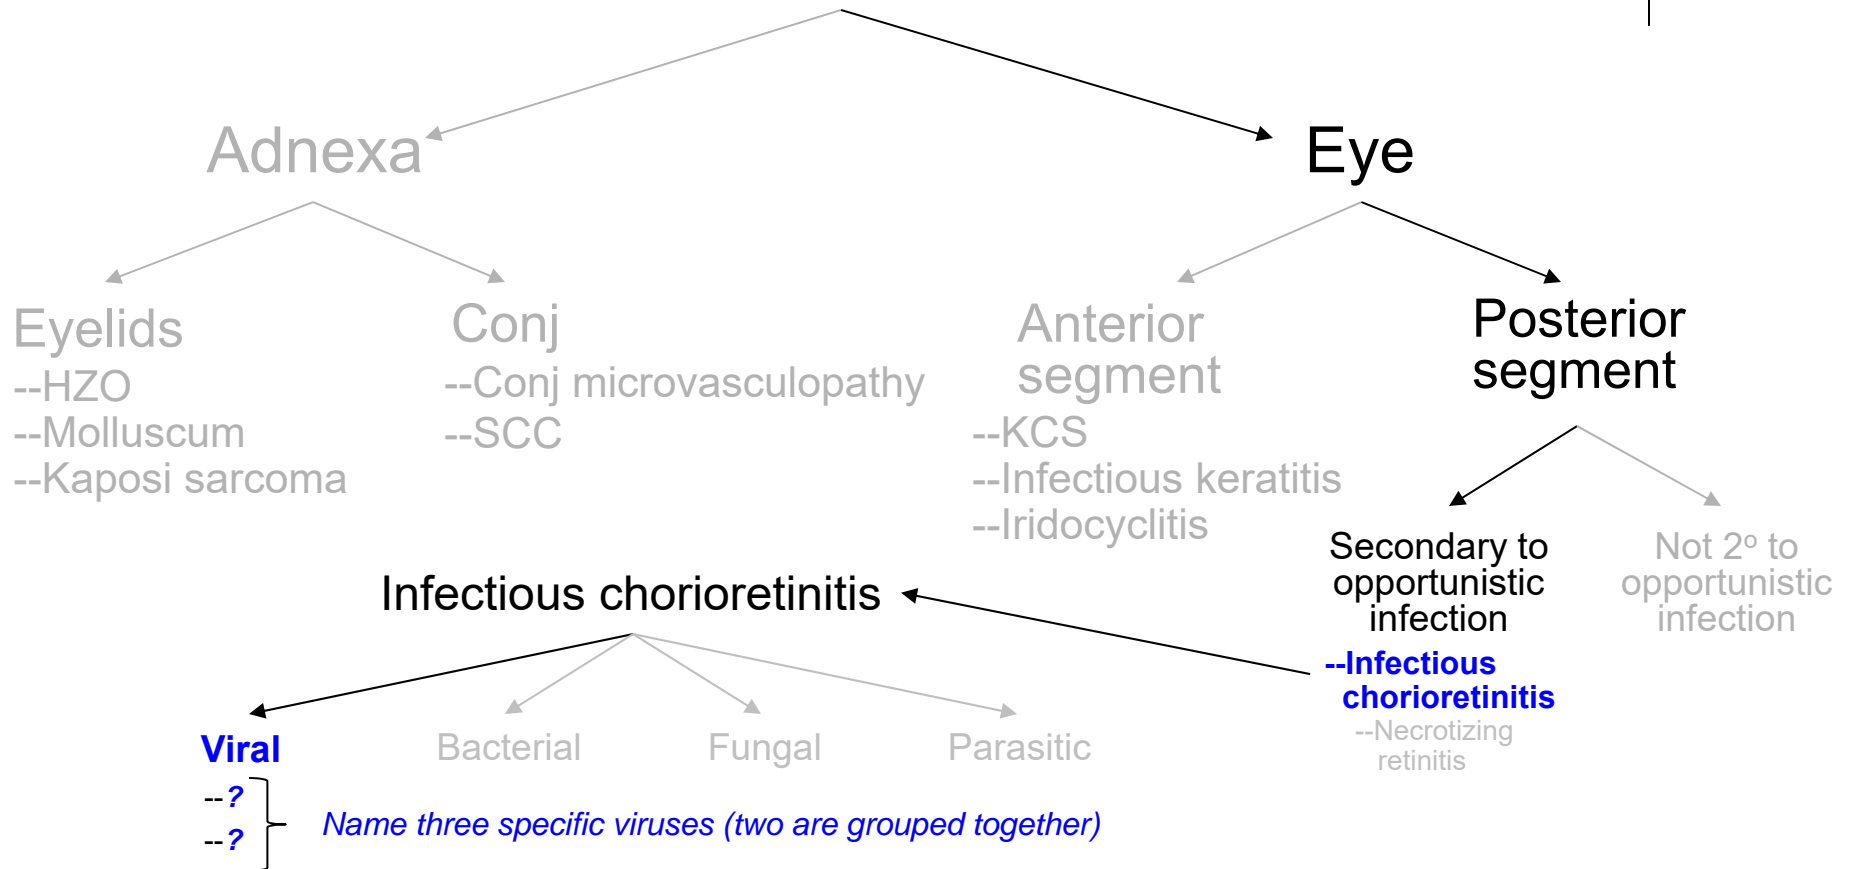 Adnexa
Eye
Eyelids
--HZO
--Molluscum
--Kaposi sarcoma
Conj
--Conj microvasculopathy
--SCC
Anterior
segment
--KCS
--Infectious keratitis
--Iridocyclitis
Posterior
segment
Secondary to
opportunistic
infection
--Infectious
chorioretinitis
--Necrotizing
retinitis
Not 2º to
opportunistic
infection
Infectious chorioretinitis
Viral
--?
--?
Name three specific viruses (two are grouped together)
Bacterial
Fungal
Parasitic